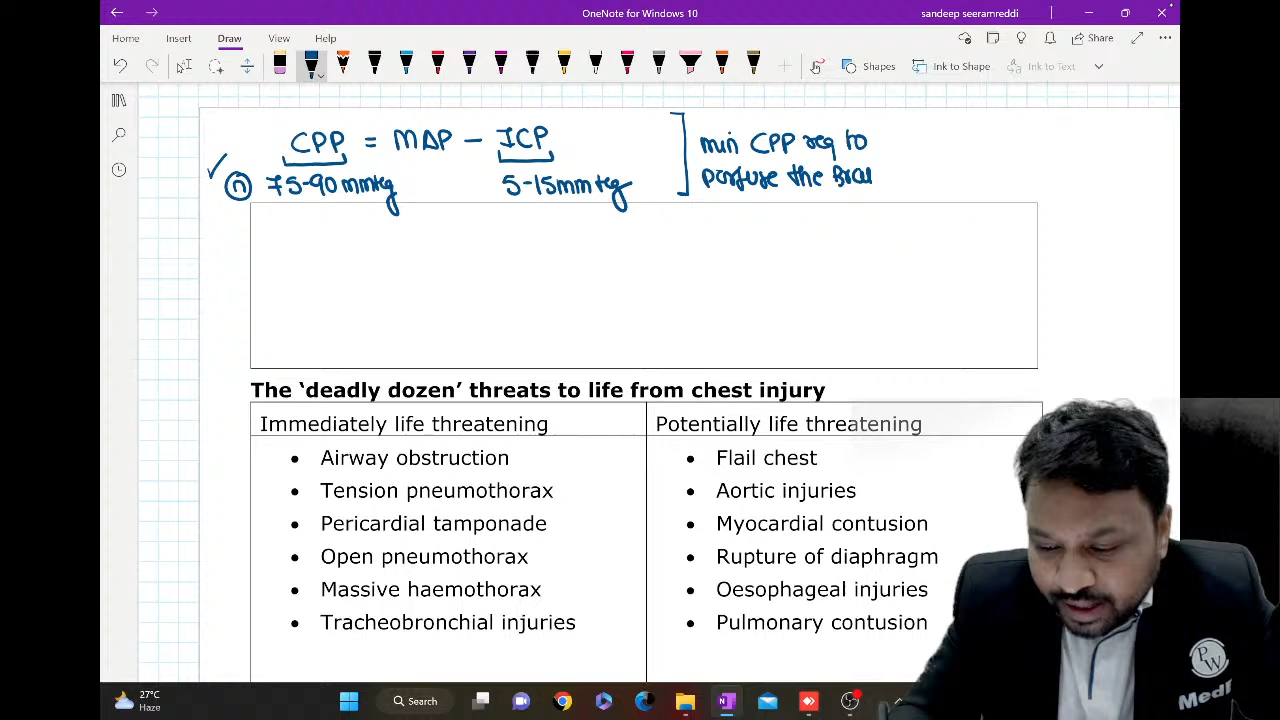 OneNote for Windows 10
sandeep seeramreddi
Home Insert Draw View Help
Share
Shapes
Ink to Shape
Ink to Text
CPP = MAP - ICP
(n) 75-90 mmHg 5-15 mmHg
min CPP req to
perfuse the Brai
The ‘deadly dozen’ threats to life from chest injury
Immediately life threatening
• Airway obstruction
• Tension pneumothorax
• Pericardial tamponade
• Open pneumothorax
• Massive haemothorax
• Tracheobronchial injuries
Potentially life threatening
• Flail chest
• Aortic injuries
• Myocardial contusion
• Rupture of diaphragm
• Oesophageal injuries
• Pulmonary contusion
PW
Medi
27°C
Haze
Search